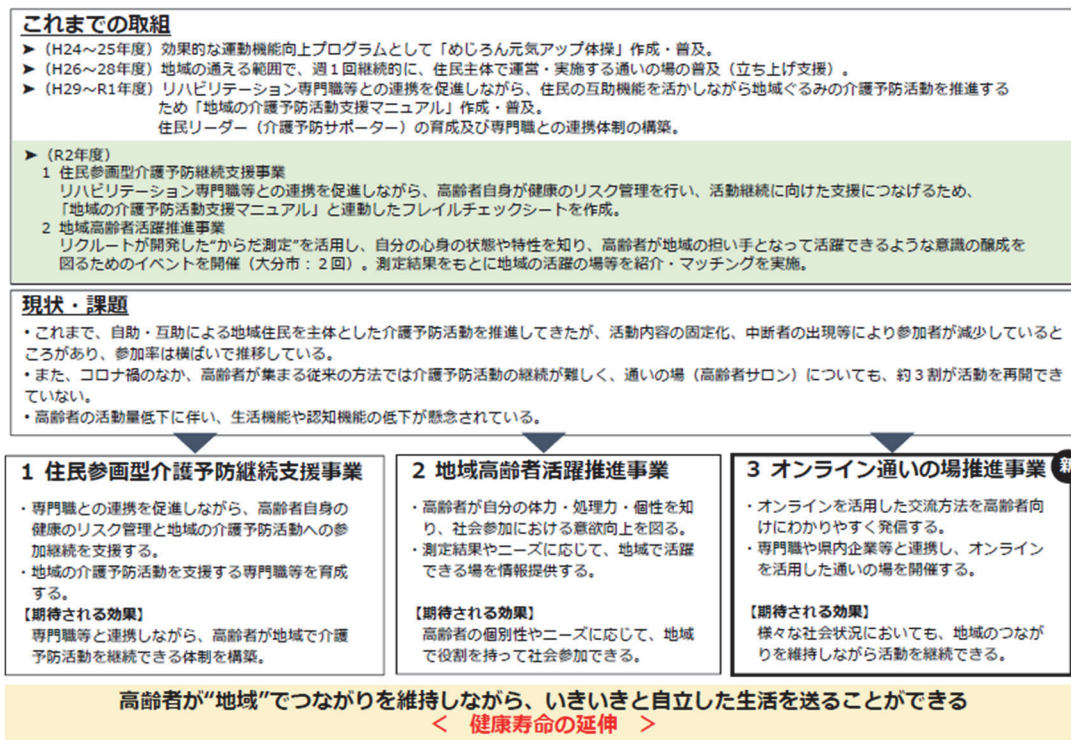 これまでの取組
➤ (H24～25年度) 効果的な運動機能向上プログラムとして「めじろん元気アップ体操」作成・普及。
➤ (H26～28年度) 地域の通える範囲で、週１回継続的に、住民主体で運営・実施する通いの場の普及（立ち上げ支援）。
➤ (H29～R1年度) リハビリテーション専門職等との連携を促進しながら、住民の互助機能を活かしながら地域ぐるみの介護予防活動を推進する
ため「地域の介護予防活動支援マニュアル」作成・普及。
住民リーダー（介護予防サポーター）の育成及び専門職との連携体制の構築。
➤ (R2年度)
1 住民参画型介護予防継続支援事業
リハビリテーション専門職等との連携を促進しながら、高齢者自身が健康のリスク管理を行い、活動継続に向けた支援につなげるため、
「地域の介護予防活動支援マニュアル」と連動したフレイルチェックシートを作成。
2 地域高齢者活躍推進事業
リクルートが開発した“からだ測定”を活用し、自分の心身の状態や特性を知り、高齢者が地域の担い手となって活躍できるような意識の醸成を
図るためのイベントを開催（大分市：２回）。測定結果をもとに地域の活躍の場等を紹介・マッチングを実施。
現状・課題
・これまで、自助・互助による地域住民を主体とした介護予防活動を推進してきたが、活動内容の固定化、中断者の出現等により参加者が減少していると
ころがあり、参加率は横ばいで推移している。
・また、コロナ禍のなか、高齢者が集まる従来の方法では介護予防活動の継続が難しく、通いの場（高齢者サロン）についても、約３割が活動を再開でき
ていない。
・高齢者の活動量低下に伴い、生活機能や認知機能の低下が懸念されている。
1 住民参画型介護予防継続支援事業
・専門職との連携を促進しながら、高齢者自身の
健康のリスク管理と地域の介護予防活動への参
加継続を支援する。
・地域の介護予防活動を支援する専門職等を育成
する。
【期待される効果】
専門職等と連携しながら、高齢者が地域で介護
予防活動を継続できる体制を構築。
2 地域高齢者活躍推進事業
・高齢者が自分の体力・処理力・個性を知
り、社会参加における意欲向上を図る。
・測定結果やニーズに応じて、地域で活躍
できる場を情報提供する。
【期待される効果】
高齢者の個別性やニーズに応じて、地域
で役割を持って社会参加できる。
3 オンライン通いの場推進事業
新
・オンラインを活用した交流方法を高齢者向
けにわかりやすく発信する。
・専門職や県内企業等と連携し、オンライン
を活用した通いの場を開催する。
【期待される効果】
様々な社会状況においても、地域のつなが
りを維持しながら活動を継続できる。
高齢者が“地域”でつながりを維持しながら、いきいきと自立した生活を送ることができる
＜ 健康寿命の延伸 ＞